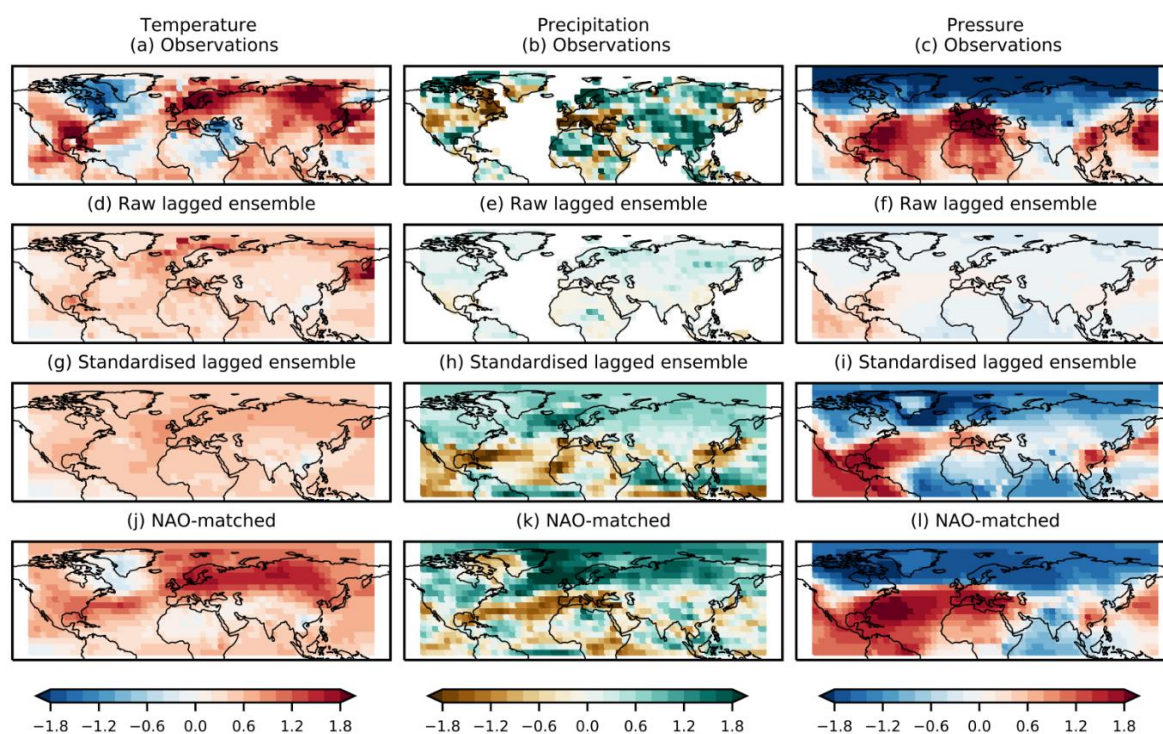 Temperature
(a) Observations
Precipitation
(b) Observations
Pressure
(c) Observations
(d) Raw lagged ensemble
(e) Raw lagged ensemble
(f) Raw lagged ensemble
(g) Standardised lagged ensemble
(h) Standardised lagged ensemble
(i) Standardised lagged ensemble
(j) NAO-matched
(k) NAO-matched
(l) NAO-matched
−1.8 −1.2 −0.6 0.0 0.6 1.2 1.8
−1.8 −1.2 −0.6 0.0 0.6 1.2 1.8
−1.8 −1.2 −0.6 0.0 0.6 1.2 1.8